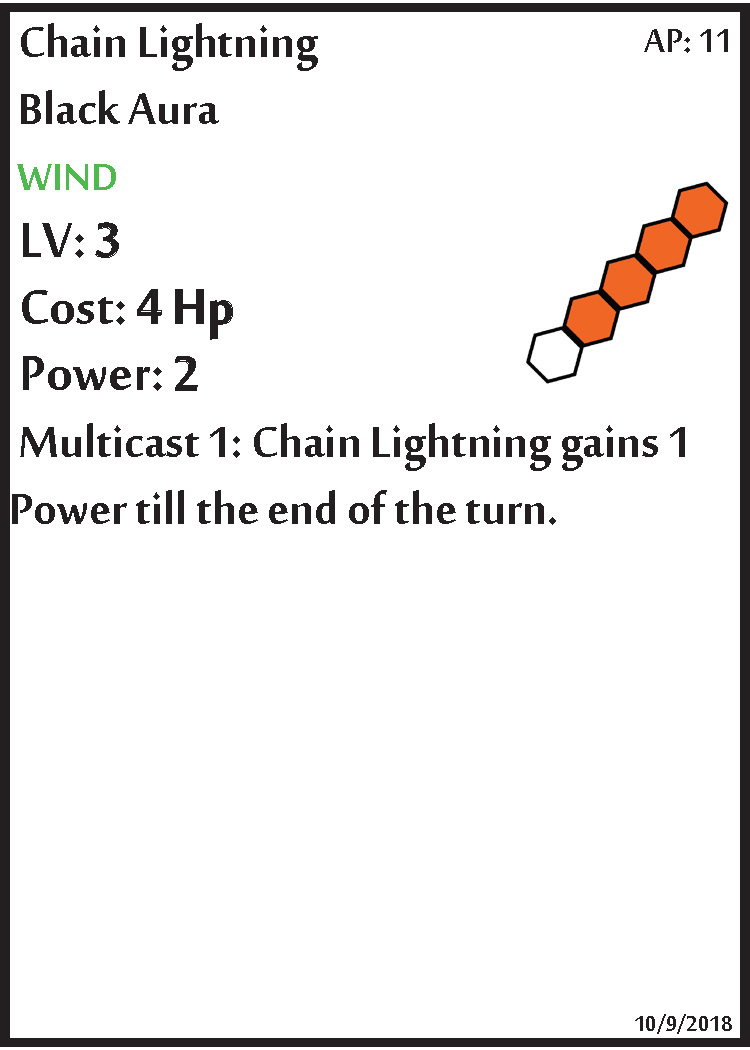 Chain Lightning
AP: 11
Black Aura
WIND
LV: 3
Cost: 4 Hp
Power: 2
Multicast 1: Chain Lightning gains 1
Power till the end of the turn.
10/9/2018